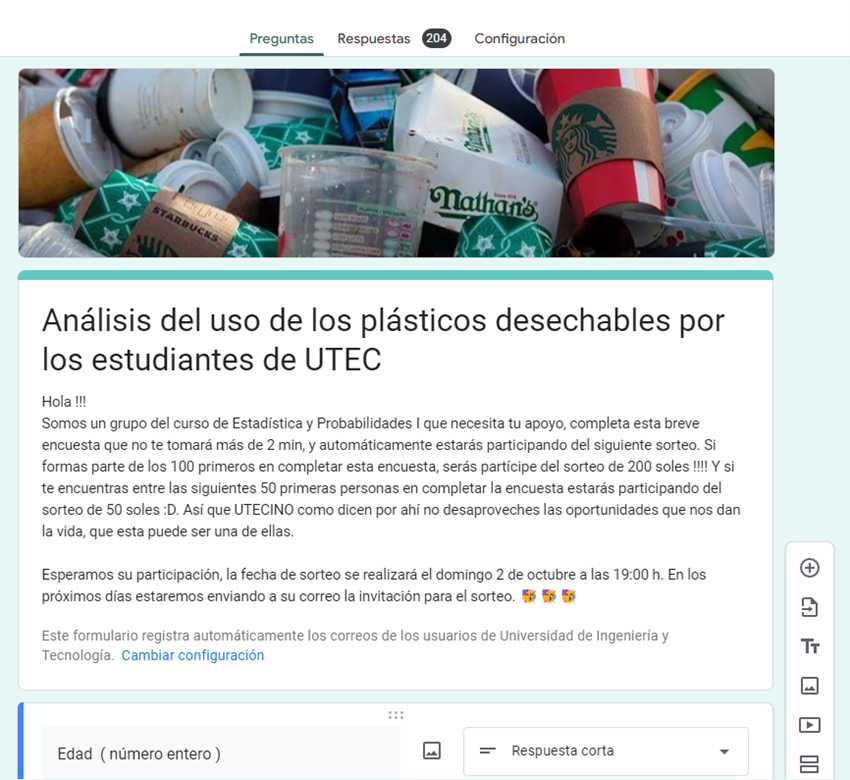 Preguntas Respuestas 204 Configuración
Nathan's
STARBUCKS
Análisis del uso de los plásticos desechables por
los estudiantes de UTEC
Hola !!!
Somos un grupo del curso de Estadística y Probabilidades I que necesita tu apoyo, completa esta breve
encuesta que no te tomará más de 2 min, y automáticamente estarás participando del siguiente sorteo. Si
formas parte de los 100 primeros en completar esta encuesta, serás partícipe del sorteo de 200 soles !!!! Y si
te encuentras entre las siguientes 50 primeras personas en completar la encuesta estarás participando del
sorteo de 50 soles :D. Así que UTECINO como dicen por ahí no desaproveches las oportunidades que nos dan
la vida, que esta puede ser una de ellas.
Esperamos su participación, la fecha de sorteo se realizará el domingo 2 de octubre a las 19:00 h. En los
próximos días estaremos enviando a su correo la invitación para el sorteo.
Este formulario registra automáticamente los correos de los usuarios de Universidad de Ingeniería y
Tecnología. Cambiar configuración
Edad ( número entero ) Respuesta corta